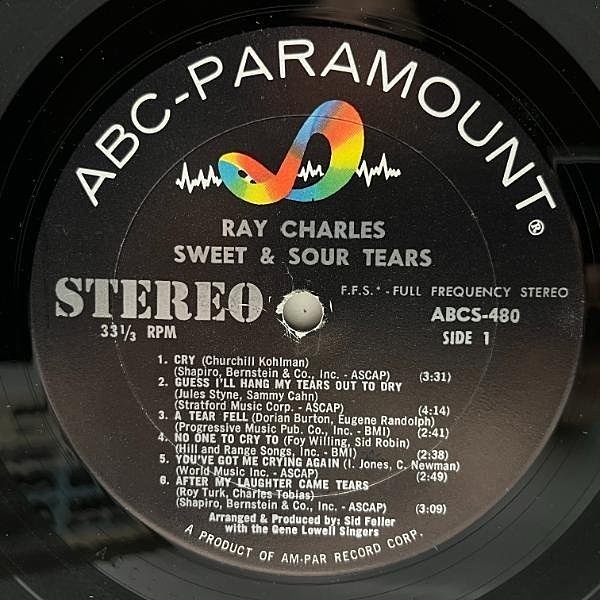 ABC-PARAMOUNT®
RAY CHARLES
SWEET & SOUR TEARS
STEREO
33⅓ RPM
F.F.S.* - FULL FREQUENCY STEREO
ABCS-480
SIDE 1
1. CRY (Churchill Kohlman)
(Shapiro, Bernstein & Co., Inc. - ASCAP) (3:31)
2. GUESS I'LL HANG MY TEARS OUT TO DRY
(Jules Styne, Sammy Cahn)
(Stratford Music Corp. - ASCAP) (4:14)
3. A TEAR FELL (Dorian Burton, Eugene Randolph)
(Progressive Music Pub. Co., Inc. - BMI) (2:41)
4. NO ONE TO CRY TO (Foy Willing, Sid Robin)
(Hill and Range Songs, Inc. - BMI) (2:38)
5. YOU'VE GOT ME CRYING AGAIN (I. Jones, C. Newman)
(World Music Inc. - ASCAP) (2:49)
6. AFTER MY LAUGHTER CAME TEARS
(Roy Turk, Charles Tobias)
(Shapiro, Bernstein & Co., Inc. - ASCAP) (3:09)
Arranged & Produced by: Sid Feller
with the Gene Lowell Singers
A PRODUCT OF AM-PAR RECORD CORP.